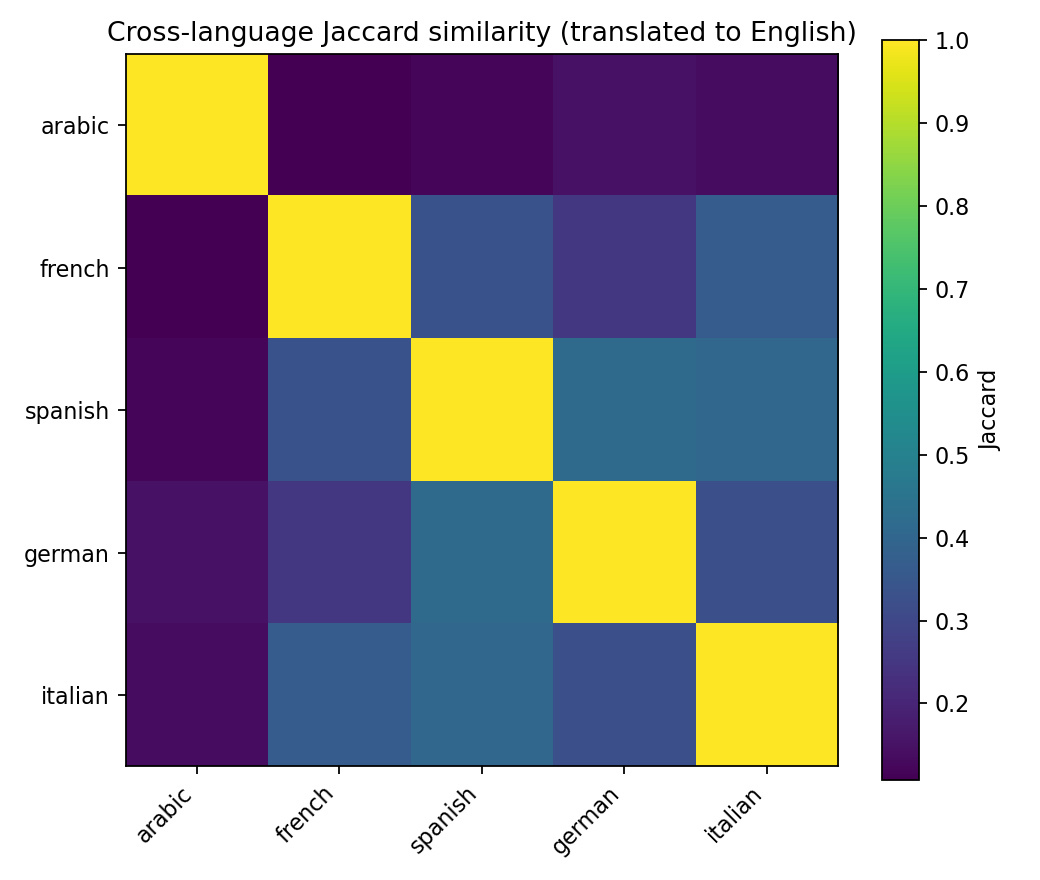 Cross-language Jaccard similarity (translated to English)
arabic
french
spanish
german
italian
arabic
french
spanish
german
italian
1.0
0.9
0.8
0.7
0.6
0.5
0.4
0.3
0.2
Jaccard